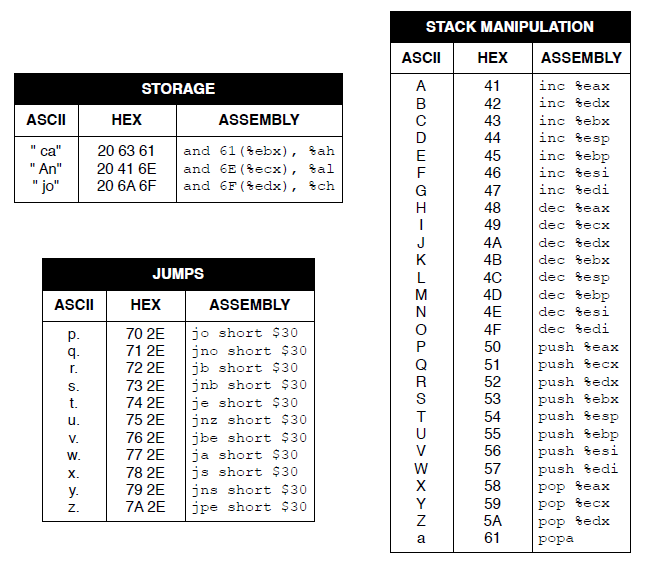 STORAGE
ASCII HEX ASSEMBLY
" ca" 20 63 61 and 61(%ebx), %ah
" An" 20 41 6E and 6E(%ecx), %al
" jo" 20 6A 6F and 6F(%edx), %ch
JUMPS
ASCII HEX ASSEMBLY
p. 70 2E jo short $30
q. 71 2E jno short $30
r. 72 2E jb short $30
s. 73 2E jnb short $30
t. 74 2E je short $30
u. 75 2E jnz short $30
v. 76 2E jbe short $30
w. 77 2E ja short $30
x. 78 2E js short $30
y. 79 2E jns short $30
z. 7A 2E jpe short $30
STACK MANIPULATION
ASCII HEX ASSEMBLY
A 41 inc %eax
B 42 inc %edx
C 43 inc %ebx
D 44 inc %esp
E 45 inc %ebp
F 46 inc %esi
G 47 inc %edi
H 48 dec %eax
I 49 dec %ecx
J 4A dec %edx
K 4B dec %ebx
L 4C dec %esp
M 4D dec %ebp
N 4E dec %esi
O 4F dec %edi
P 50 push %eax
Q 51 push %ecx
R 52 push %edx
S 53 push %ebx
T 54 push %esp
U 55 push %ebp
V 56 push %esi
W 57 push %edi
X 58 pop %eax
Y 59 pop %ecx
Z 5A pop %edx
a 61 popa